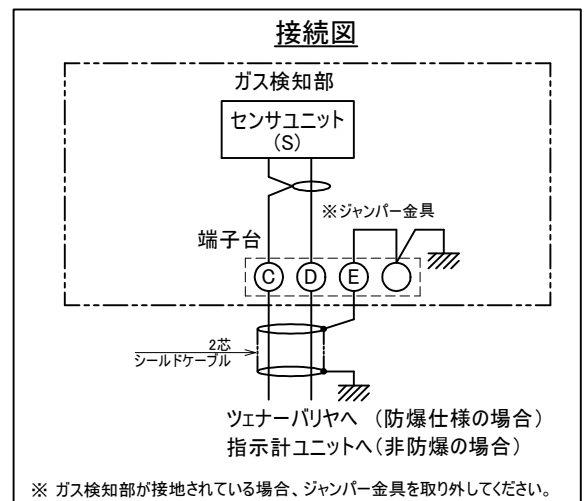 接続図
ガス検知部
センサユニット
(S)
※ジャンパー金具
端子台
C D E
2芯
シールドケーブル
ツェナーバリヤへ (防爆仕様の場合)
指示計ユニットへ(非防爆の場合)
※ ガス検知部が接地されている場合、ジャンパー金具を取り外してください。